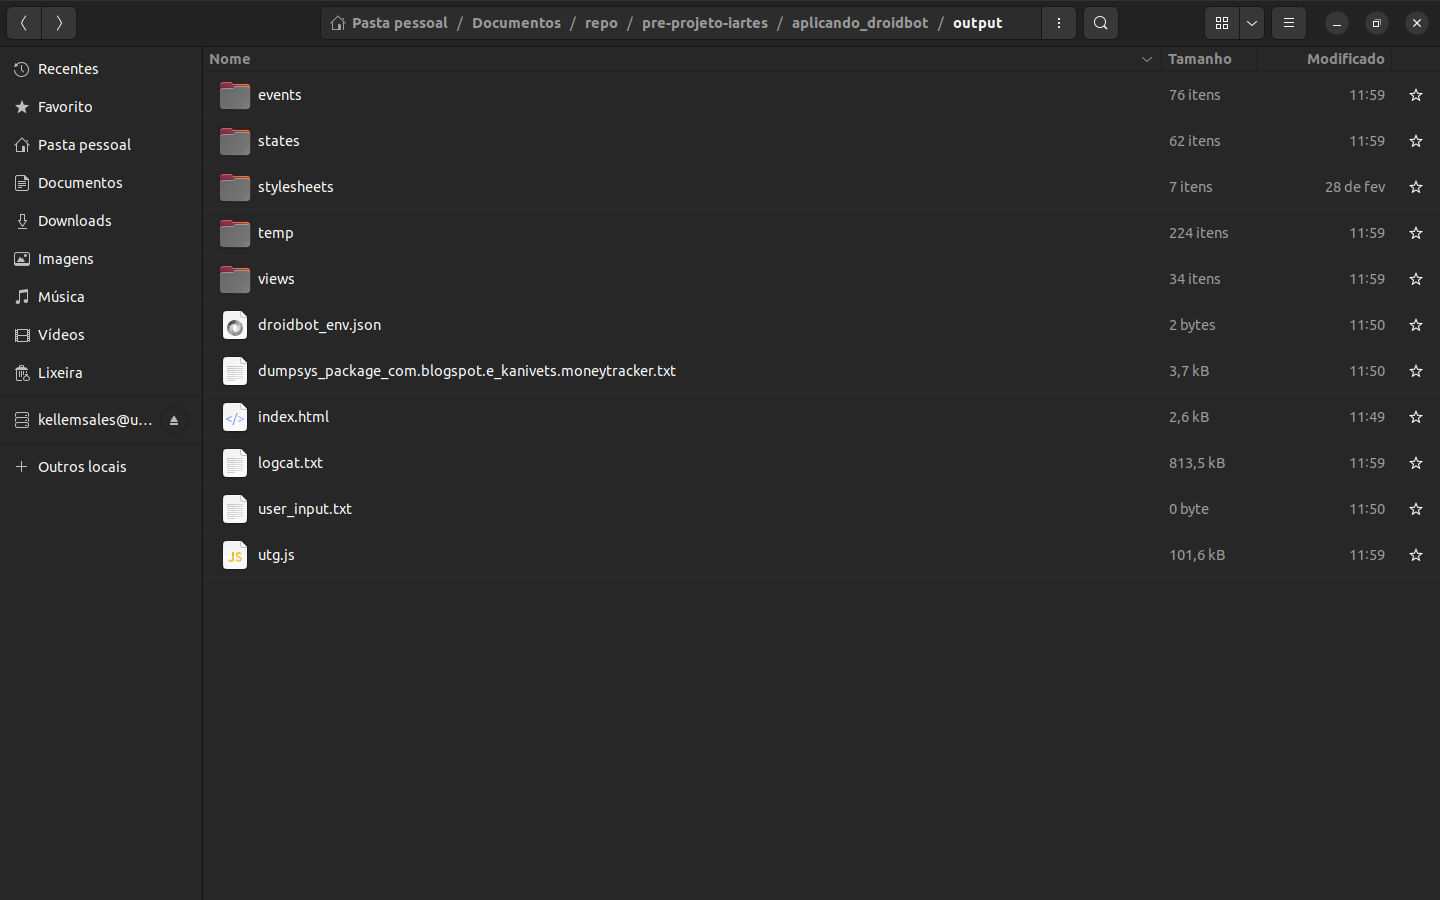 Pasta pessoal / Documentos / repo / pre-projeto-iartes / aplicando_droidbot / output
Nome Tamanho Modificado
Recentes
Favorito
Pasta pessoal
Documentos
Downloads
Imagens
Música
Vídeos
Lixeira
kellemsales@u...
Outros locais
events 76 itens 11:59
states 62 itens 11:59
stylesheets 7 itens 28 de fev
temp 224 itens 11:59
views 34 itens 11:59
droidbot_env.json 2 bytes 11:50
dumpsys_package_com.blogspot.e_kanivets.moneytracker.txt 3,7 kB 11:50
</> index.html 2,6 kB 11:49
logcat.txt 813,5 kB 11:59
user_input.txt 0 byte 11:50
JS utg.js 101,6 kB 11:59